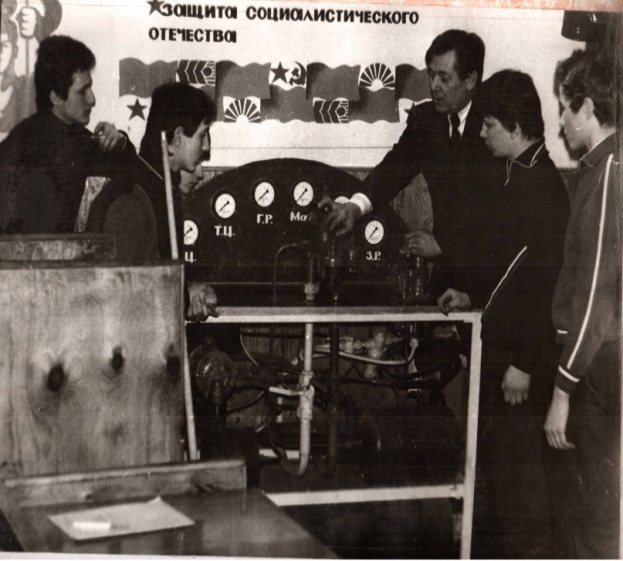 ЗАЩИТА СОЦИАЛИСТИЧЕСКОГО
ОТЕЧЕСТВА
Ц.
Т.Ц.
Г.Р.
З.Р.